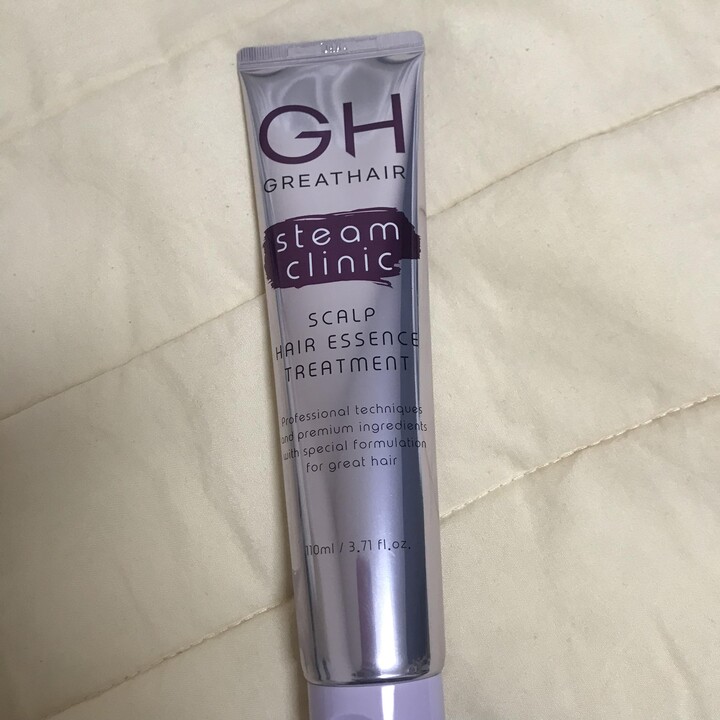 GH
GREATHAIR
steam
clinic
SCALP
HAIR ESSENCE
TREATMENT
Professional techniques
and premium ingredients
with special formulation
for great hair
110ml / 3.71 fl.oz.